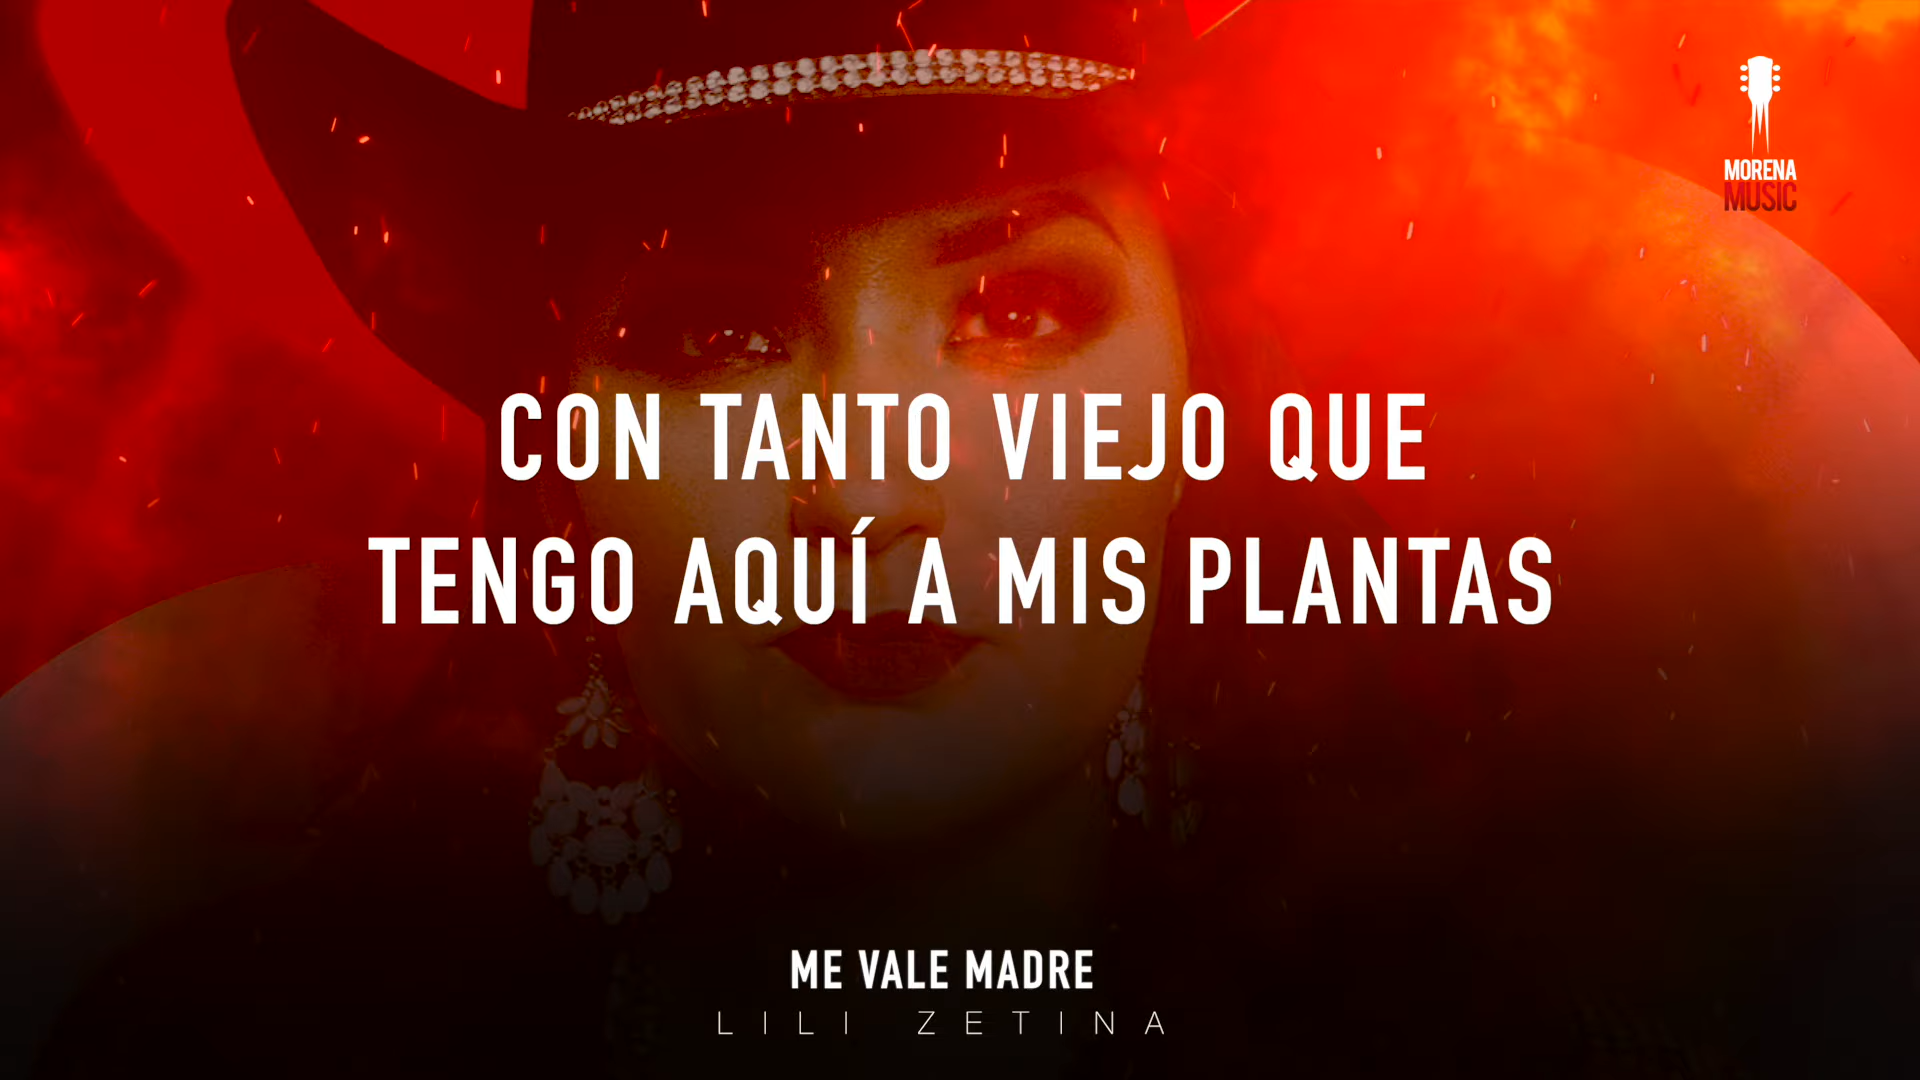 MORENA
MUSIC
CON TANTO VIEJO QUE
TENGO AQUÍ A MIS PLANTAS
ME VALE MADRE
LILI ZETINA